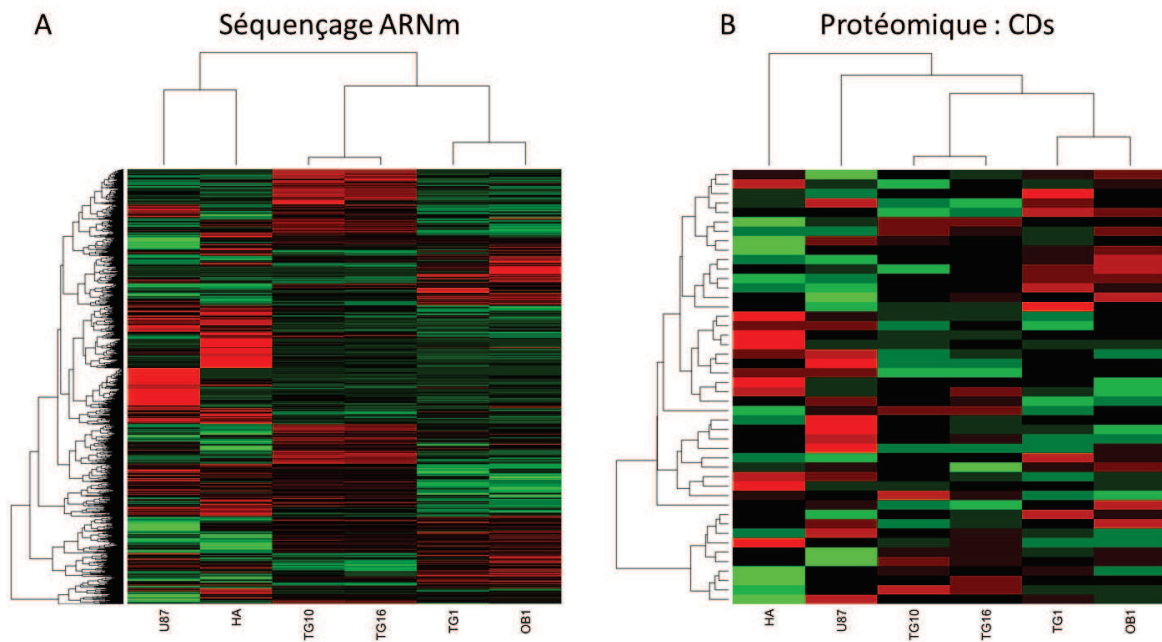 A Séquençage ARNm
B Protéomique : CDs
U87 HA TG10 TG16 TG1 OB1
HA U87 TG10 TG16 TG1 OB1